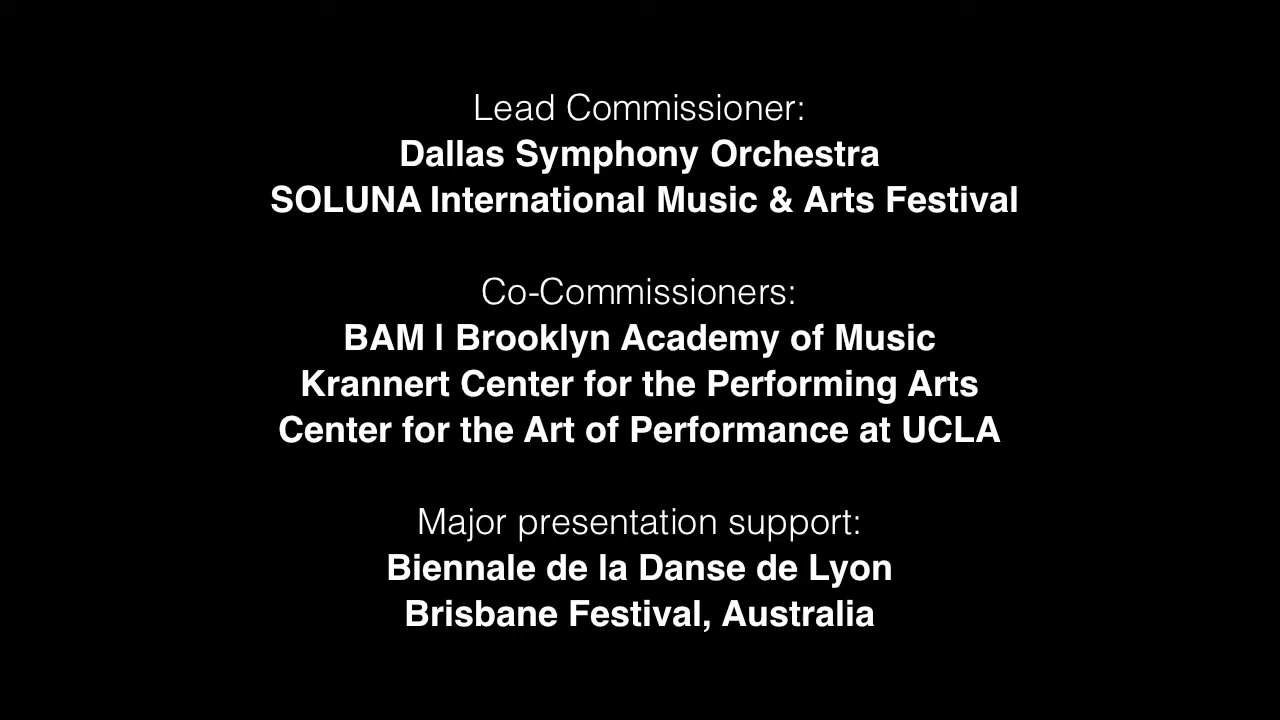 Lead Commissioner:
Dallas Symphony Orchestra
SOLUNA International Music & Arts Festival
Co-Commissioners:
BAM | Brooklyn Academy of Music
Krannert Center for the Performing Arts
Center for the Art of Performance at UCLA
Major presentation support:
Biennale de la Danse de Lyon
Brisbane Festival, Australia